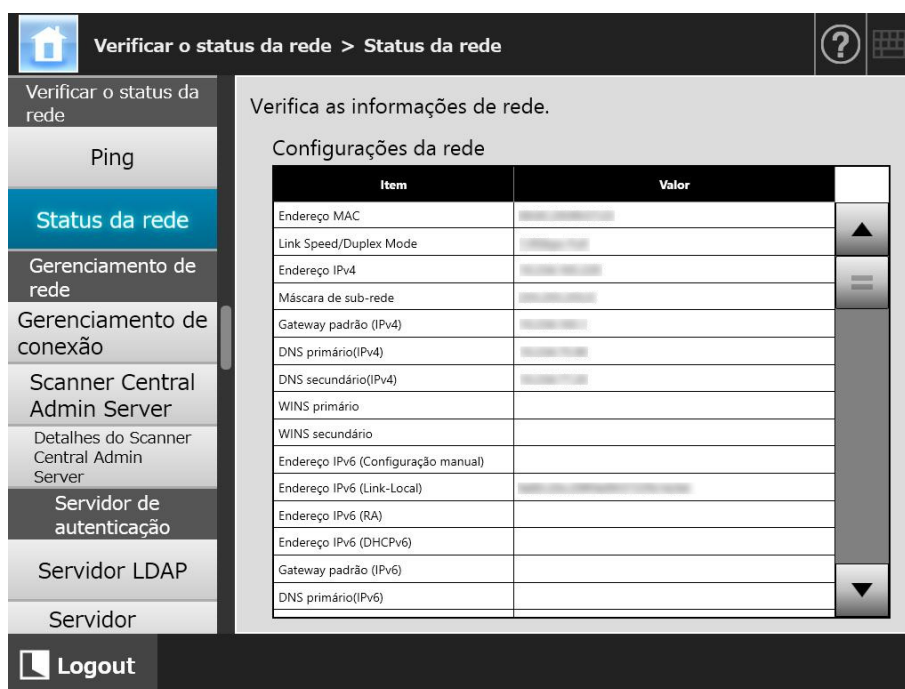 Verificar o status da rede > Status da rede
?
Verificar o status da
rede
Ping
Status da rede
Gerenciamento de
rede
Gerenciamento de
conexão
Scanner Central
Admin Server
Detalhes do Scanner
Central Admin
Server
Servidor de
autenticação
Servidor LDAP
Servidor
Verifica as informações de rede.
Configurações da rede
Item Valor
Endereço MAC
Link Speed/Duplex Mode
Endereço IPv4
Máscara de sub-rede
Gateway padrão (IPv4)
DNS primário(IPv4)
DNS secundário(IPv4)
WINS primário
WINS secundário
Endereço IPv6 (Configuração manual)
Endereço IPv6 (Link-Local)
Endereço IPv6 (RA)
Endereço IPv6 (DHCPv6)
Gateway padrão (IPv6)
DNS primário(IPv6)
Logout